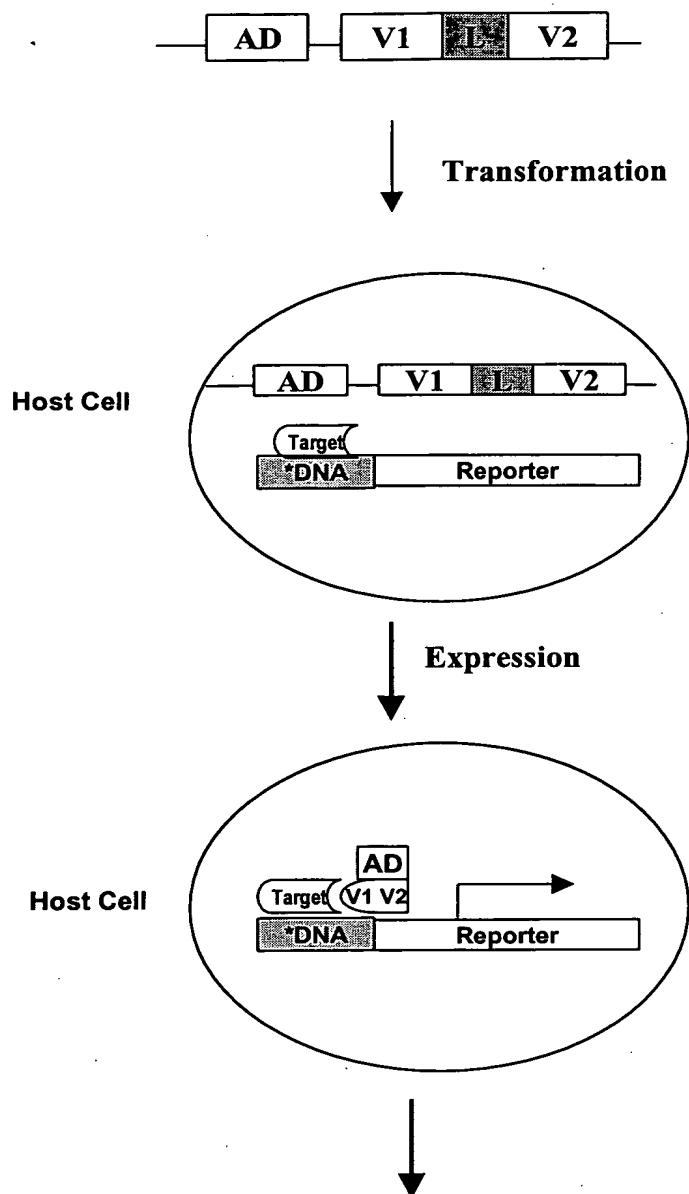 AD V1 L V2
Transformation
AD V1 L V2
Host Cell
Target
*DNA Reporter
Expression
AD
Host Cell
Target V1 V2
*DNA Reporter